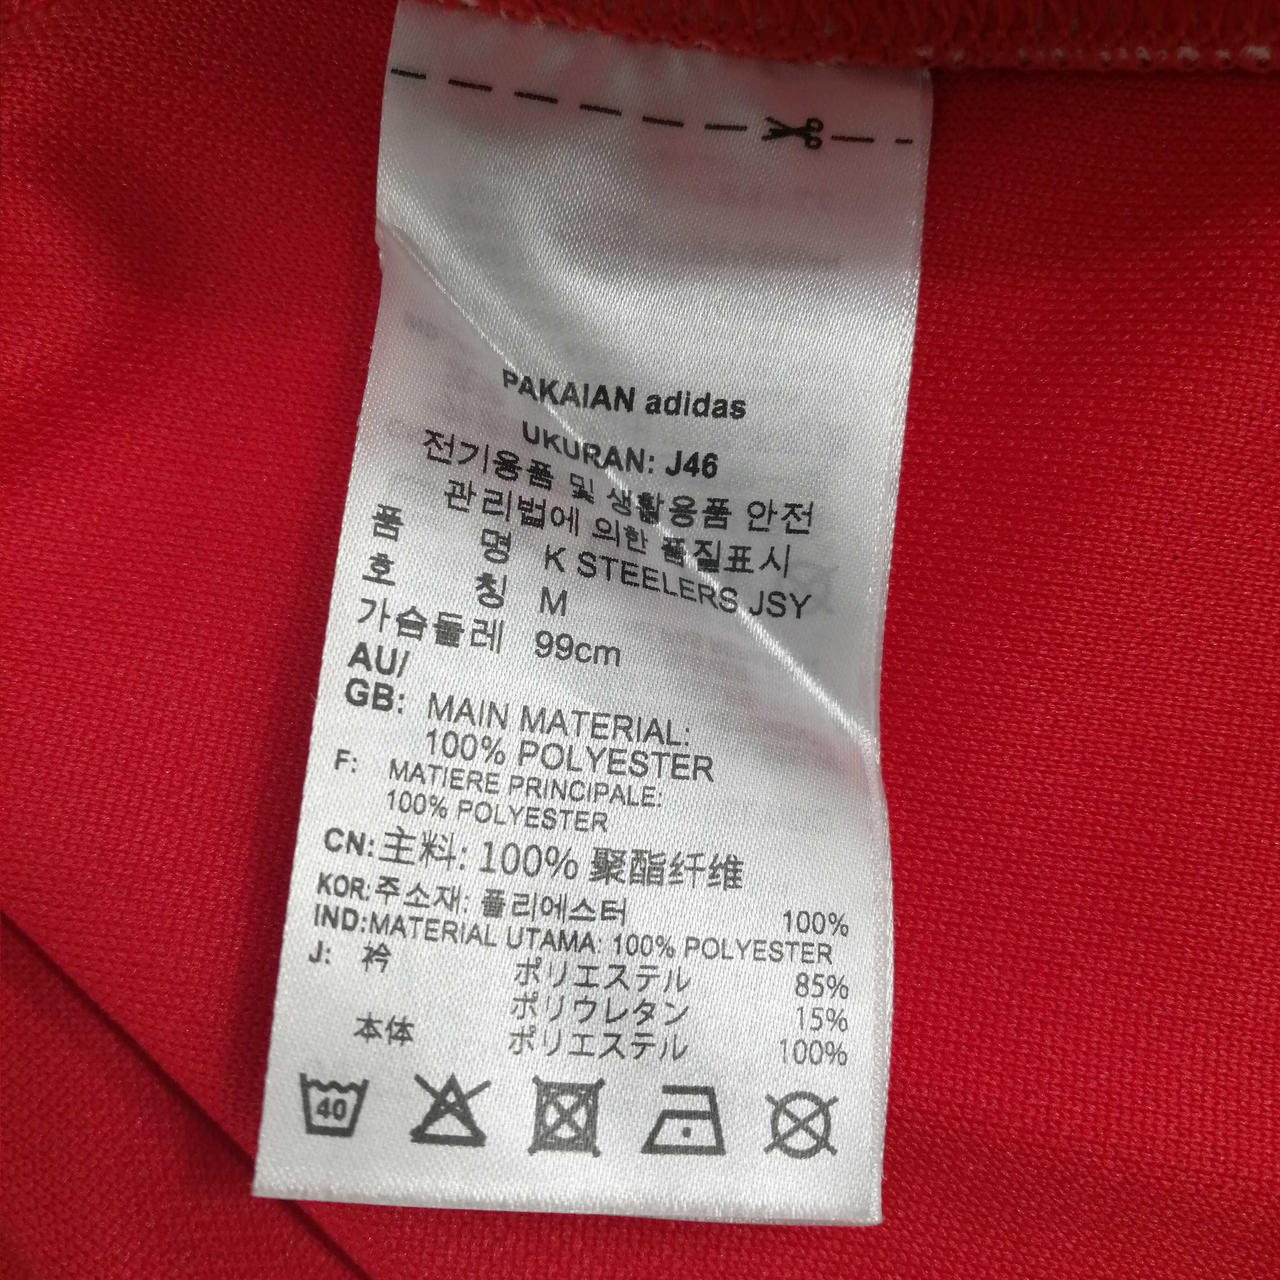 PAKAIAN adidas
UKURAN: J46
전기용품 및 생활용품 안전
관리법에 의한 품질표시
품 명 K STEELERS JSY
호 칭 M
가슴둘레 99cm
AU/
GB: MAIN MATERIAL:
100% POLYESTER
F: MATIERE PRINCIPALE:
100% POLYESTER
CN: 主料: 100% 聚酯纤维
KOR: 주소재: 폴리에스터 100%
IND: MATERIAL UTAMA: 100% POLYESTER
J: 衿 ポリエステル 85%
ポリウレタン 15%
本体 ポリエステル 100%
40